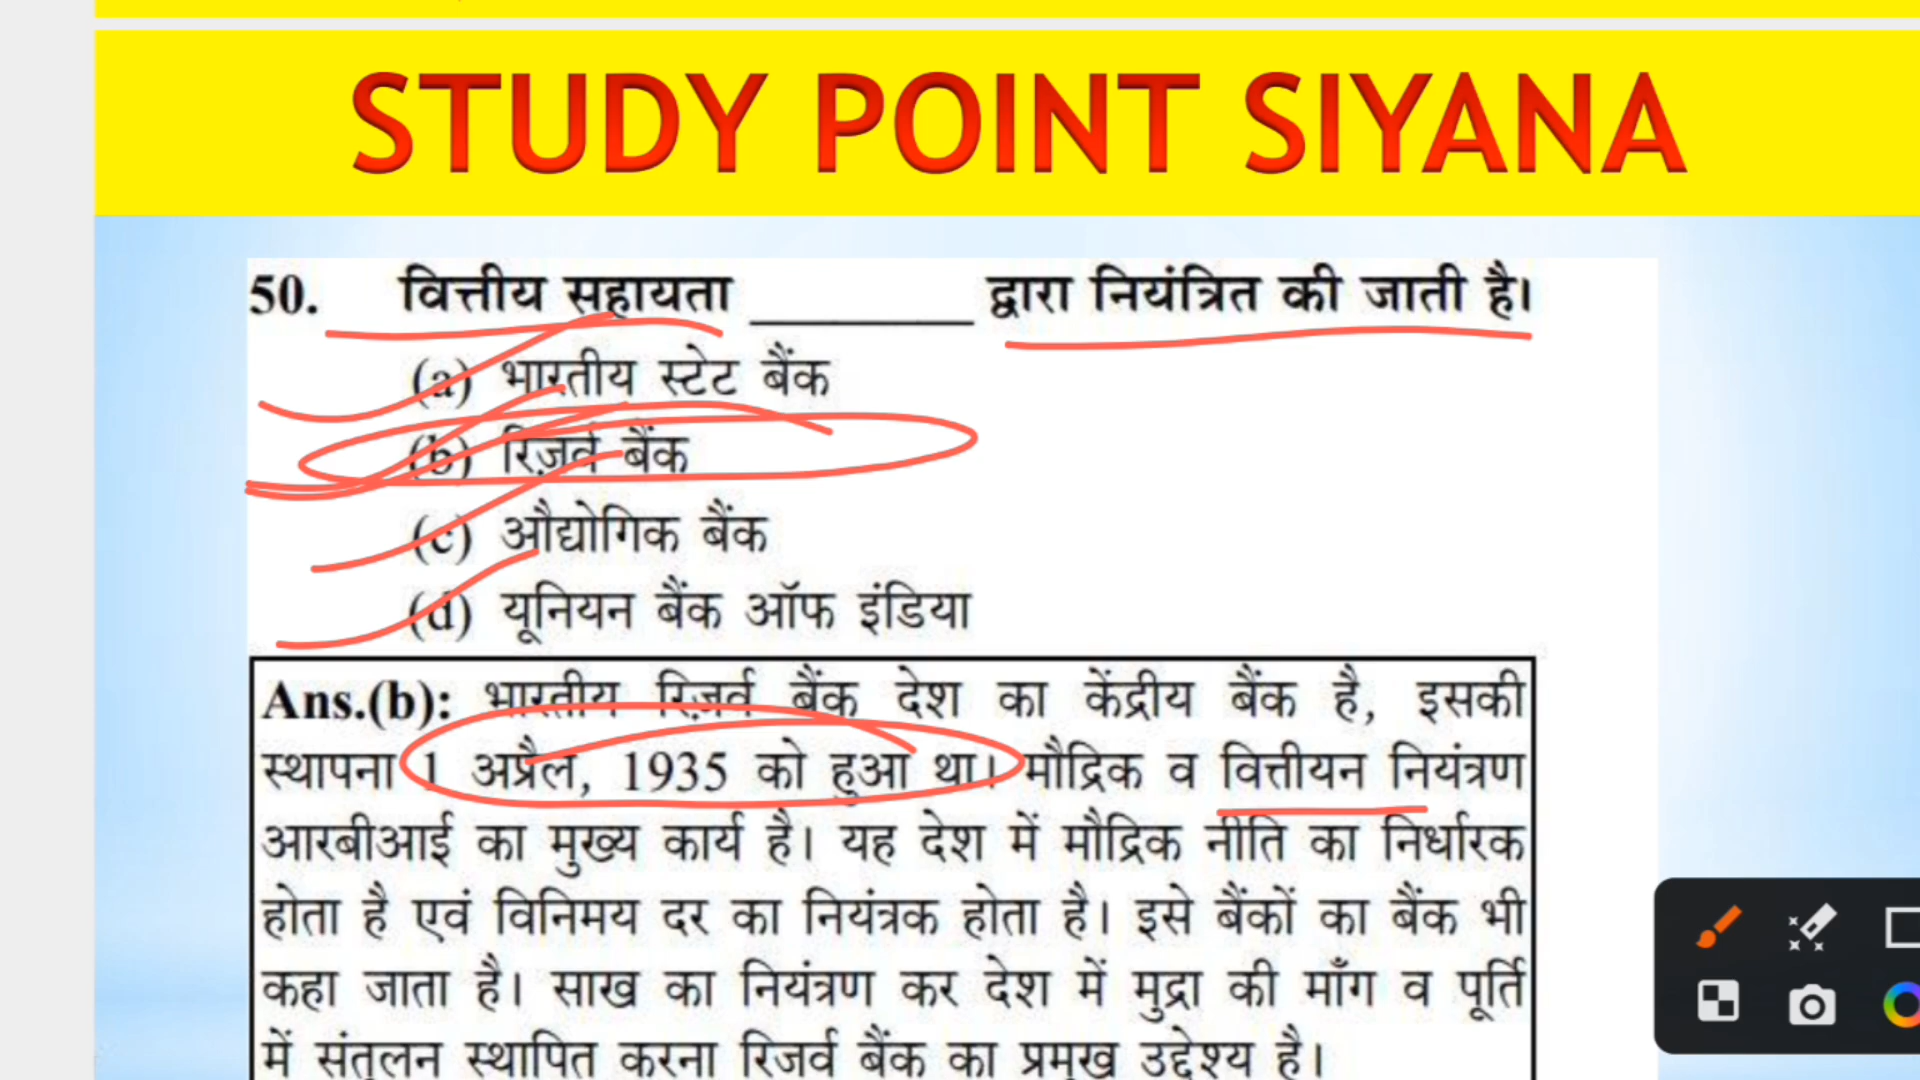 STUDY POINT SIYANA
50. वित्तीय सहायता ________ द्वारा नियंत्रित की जाती है।
(a) भारतीय स्टेट बैंक
(b) रिज़र्व बैंक
(c) औद्योगिक बैंक
(d) यूनियन बैंक ऑफ इंडिया
Ans.(b): भारतीय रिज़र्व बैंक देश का केंद्रीय बैंक है, इसकी
स्थापना 1 अप्रैल, 1935 को हुआ था। मौद्रिक व वित्तीयन नियंत्रण
आरबीआई का मुख्य कार्य है। यह देश में मौद्रिक नीति का निर्धारक
होता है एवं विनिमय दर का नियंत्रक होता है। इसे बैंकों का बैंक भी
कहा जाता है। साख का नियंत्रण कर देश में मुद्रा की माँग व पूर्ति
में संतुलन स्थापित करना रिजर्व बैंक का प्रमुख उद्देश्य है।